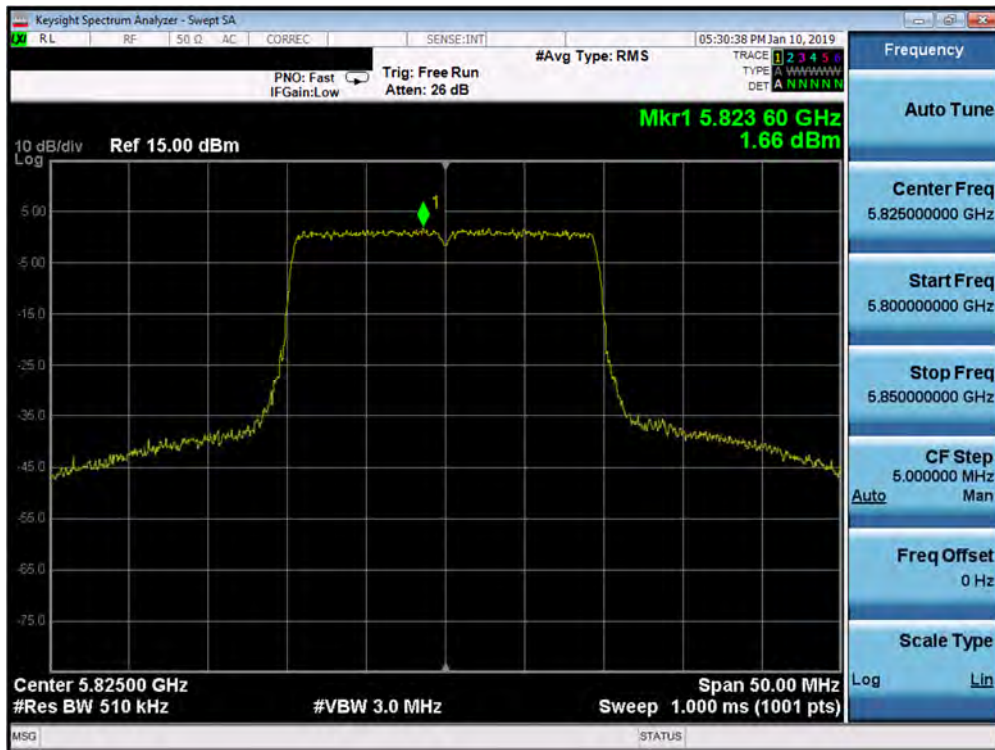 Keysight Spectrum Analyzer - Swept SA
LXI RL RF 50 Ω AC CORREC SENSE:INT 05:30:38 PM Jan 10, 2019
#Avg Type: RMS TRACE 1 2 3 4 5 6
PNO: Fast Trig: Free Run TYPE A WWWWW
IFGain:Low Atten: 26 dB DET A N N N N N
Mkr1 5.823 60 GHz
10 dB/div Ref 15.00 dBm 1.66 dBm
Log
1
5.00
-5.00
-15.0
-25.0
-35.0
-45.0
-55.0
-65.0
-75.0
Center 5.82500 GHz Span 50.00 MHz
#Res BW 510 kHz #VBW 3.0 MHz Sweep 1.000 ms (1001 pts)
MSG STATUS
Frequency
Auto Tune
Center Freq
5.825000000 GHz
Start Freq
5.800000000 GHz
Stop Freq
5.850000000 GHz
CF Step
5.000000 MHz
Auto Man
Freq Offset
0 Hz
Scale Type
Log Lin